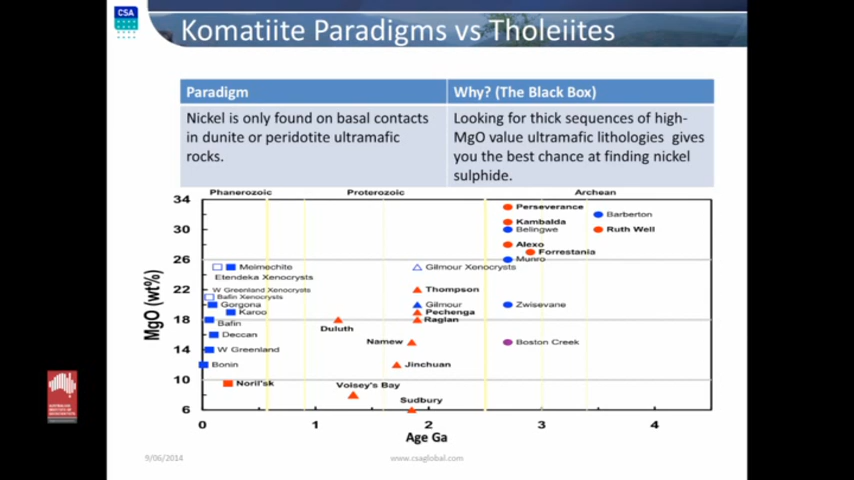 CSA
Komatiite Paradigms vs Tholeiites
Paradigm
Why? (The Black Box)
Nickel is only found on basal contacts
in dunite or peridotite ultramafic
rocks.
Looking for thick sequences of high-
MgO value ultramafic lithologies gives
you the best chance at finding nickel
sulphide.
Phanerozoic
Proterozoic
Archean
34
30
26
22
18
14
10
6
MgO (wt%)
Perseverance
Barberton
Kambalda
Belingwe
Ruth Well
Alexo
Forrestania
Munro
Meimechite
Gilmour Xenocrysts
Etendeka Xenocrysts
W Greenland Xenocrysts
Thompson
Baffin Xenocrysts
Gorgona
Gilmour
Zwisevane
Karoo
Pechenga
Bafin
Raglan
Duluth
Deccan
Namew
Boston Creek
W Greenland
Bonin
Jinchuan
Noril'sk
Voisey's Bay
Sudbury
0
1
2
3
4
Age Ga
9/06/2014
www.csaglobal.com